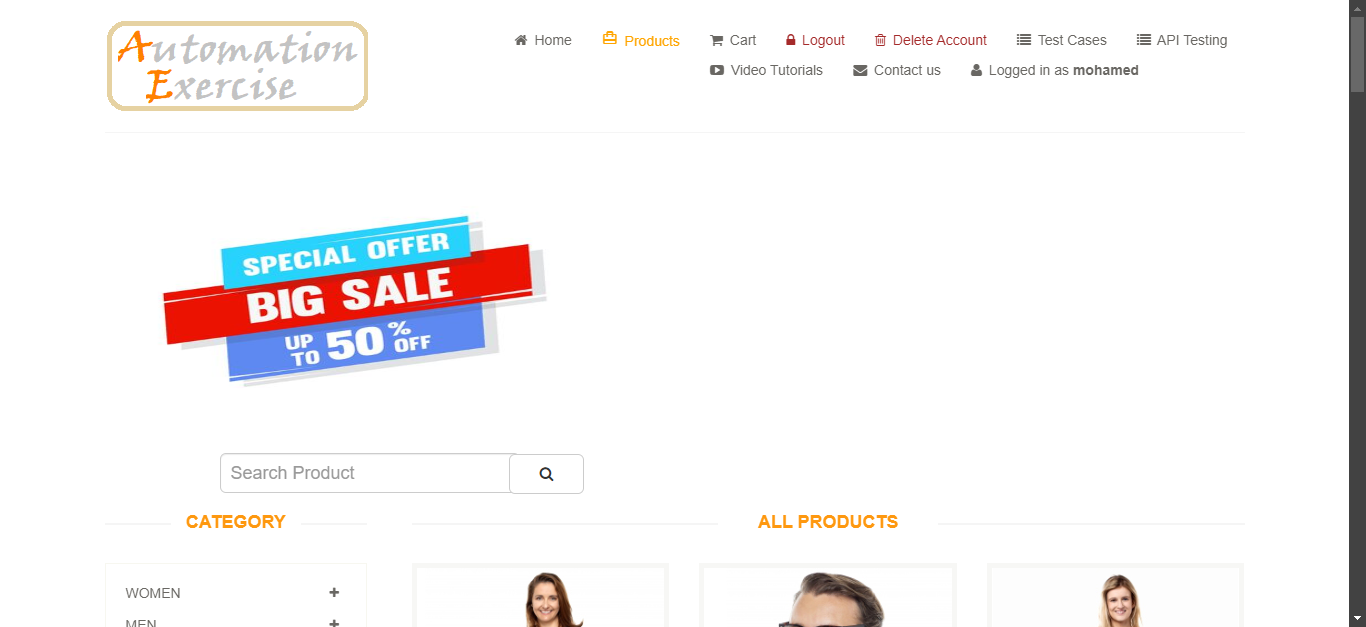 Automation
Exercise
Home Products Cart Logout Delete Account Test Cases API Testing
Video Tutorials Contact us Logged in as mohamed
SPECIAL OFFER
BIG SALE
UP TO 50% OFF
Search Product
CATEGORY
ALL PRODUCTS
WOMEN +
MEN +